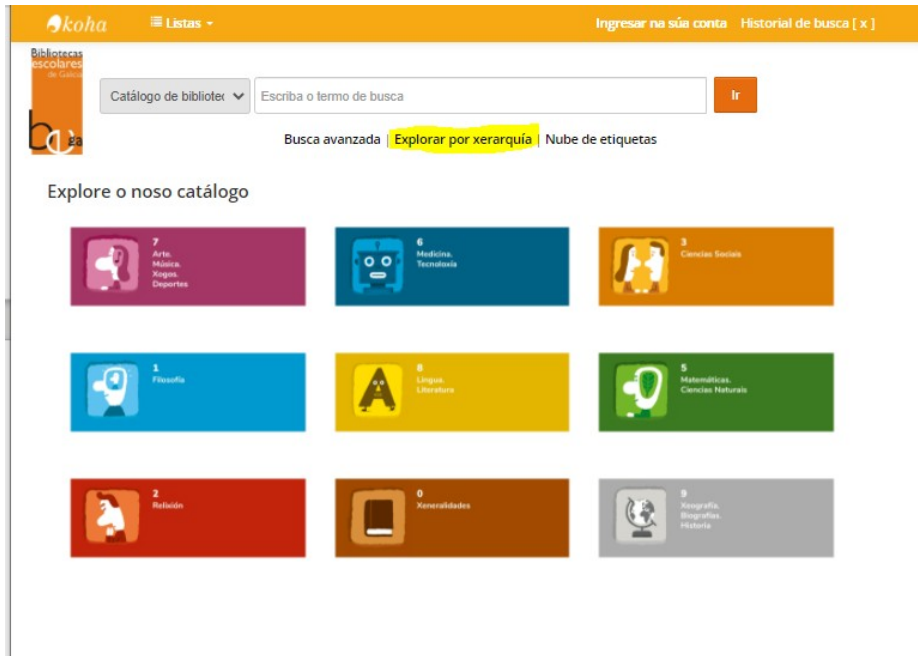 koha
Listas
Ingresar na súa conta
Historial de busca [ x ]
Bibliotecas
escolares
de Galicia
be ga
Catálogo de bibliotec
Escriba o termo de busca
Ir
Busca avanzada | Explorar por xerarquía | Nube de etiquetas
Explore o noso catálogo
7
Arte.
Música.
Xogos.
Deportes
6
Medicina.
Tecnoloxía
3
Ciencias Sociais
1
Filosofía
8
Lingua.
Literatura
5
Matemáticas.
Ciencias Naturais
2
Relixión
0
Xeneralidades
9
Xeografía.
Biografías.
Historia